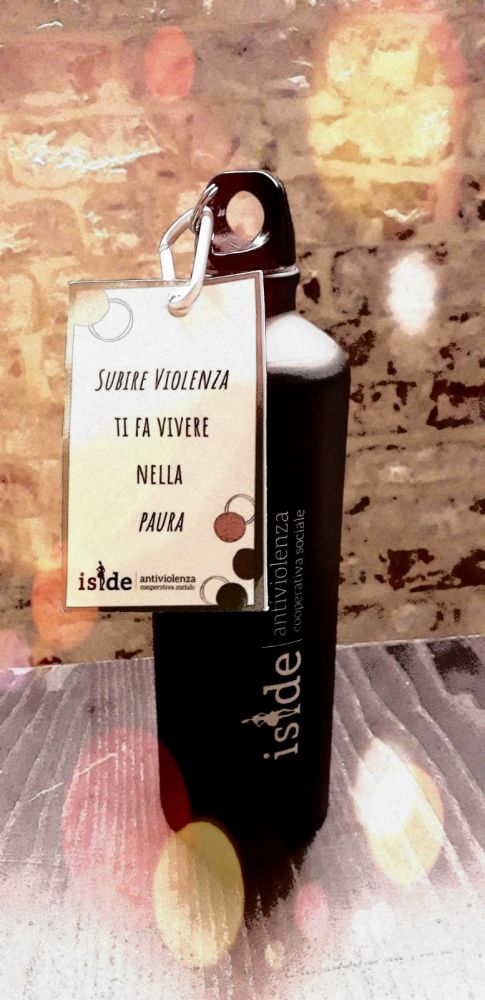 SUBIRE VIOLENZA
TI FA VIVERE
NELLA
PAURA
iside | antiviolenza
cooperativa sociale
iside | antiviolenza
cooperativa sociale